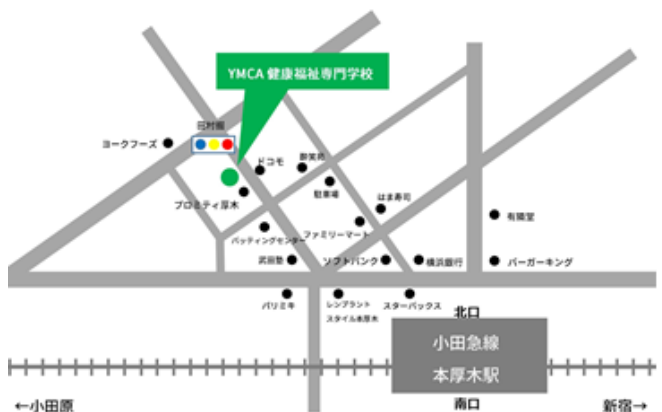 YMCA 健康福祉専門学校
田村堀
ヨークフーズ
ドコモ
酔笑苑
駐車場
プロミティ厚木
はま寿司
バッティングセンター
ファミリーマート
有隣堂
武田塾
ソフトバンク
横浜銀行
バーガーキング
パリミキ
レンブラント
スタイル本厚木
スターバックス
北口
小田急線
本厚木駅
南口
←小田原
新宿→